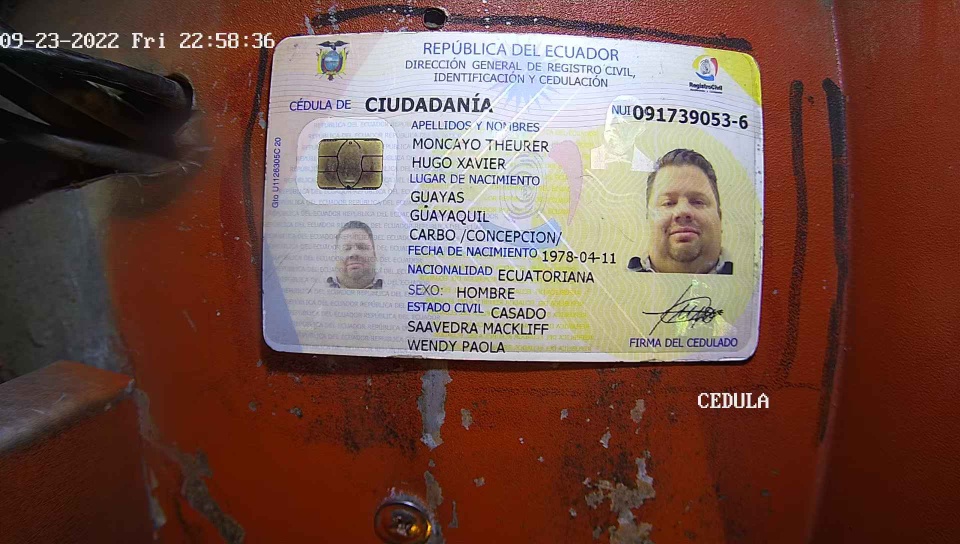 09-23-2022 Fri 22:58:36
REPÚBLICA DEL ECUADOR
DIRECCIÓN GENERAL DE REGISTRO CIVIL,
IDENTIFICACIÓN Y CEDULACIÓN
RegistroCivil
CÉDULA DE CIUDADANÍA
NUI 091739053-6
APELLIDOS Y NOMBRES
MONCAYO THEURER
HUGO XAVIER
LUGAR DE NACIMIENTO
GUAYAS
GUAYAQUIL
CARBO /CONCEPCION/
FECHA DE NACIMIENTO 1978-04-11
NACIONALIDAD ECUATORIANA
SEXO: HOMBRE
ESTADO CIVIL CASADO
SAAVEDRA MACKLIFF
WENDY PAOLA
FIRMA DEL CEDULADO
CEDULA